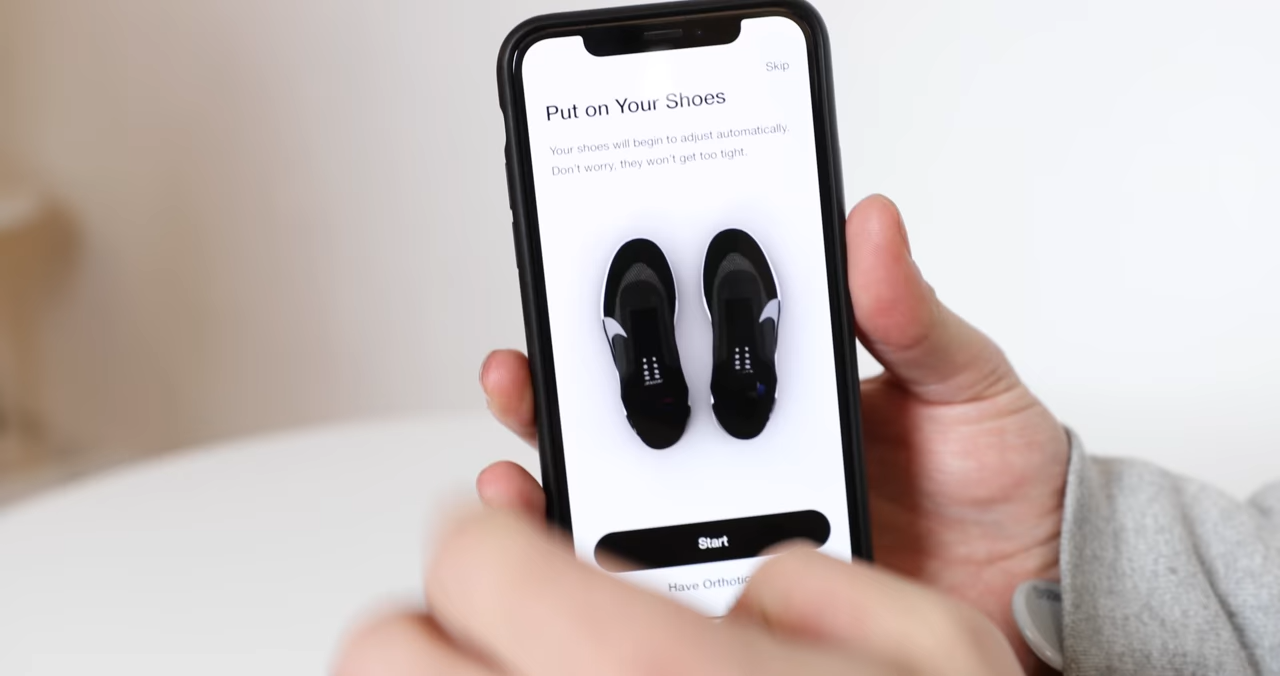 Skip
Put on Your Shoes
Your shoes will begin to adjust automatically.
Don't worry, they won't get too tight.
Start
Have